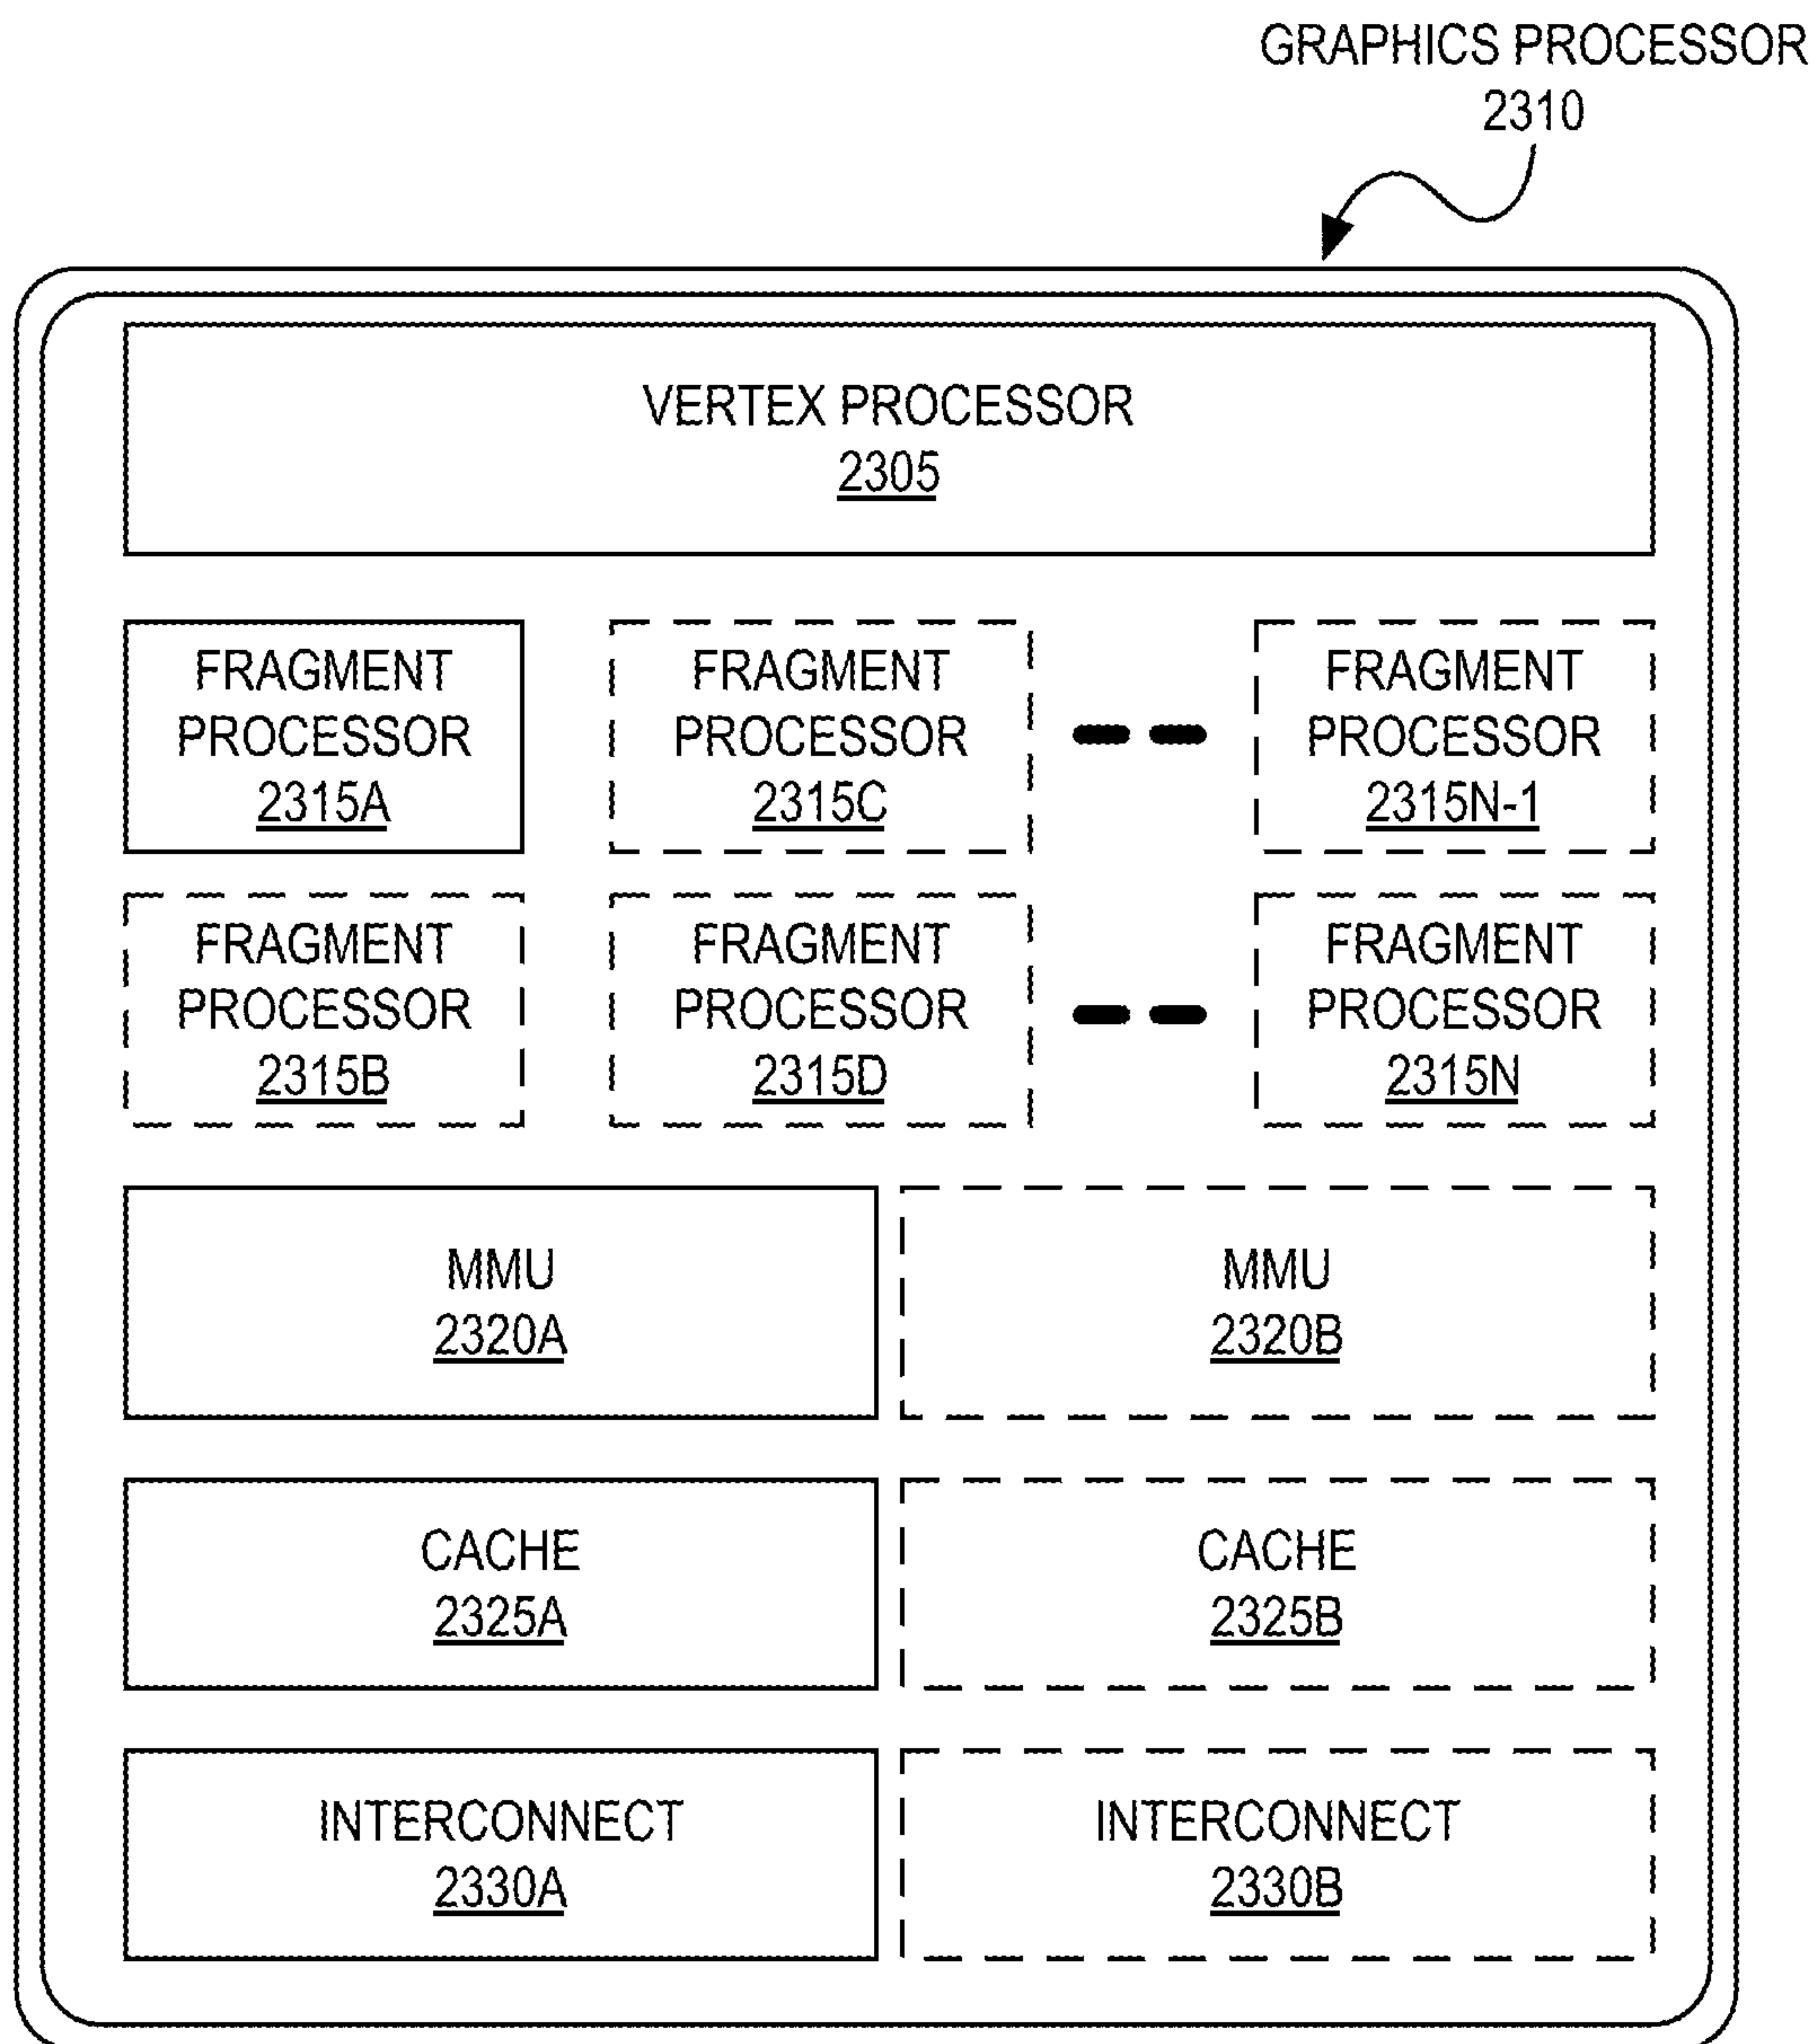 GRAPHICS PROCESSOR
2310
VERTEX PROCESSOR
2305
FRAGMENT
PROCESSOR
2315A
FRAGMENT
PROCESSOR
2315C
FRAGMENT
PROCESSOR
2315N-1
FRAGMENT
PROCESSOR
2315B
FRAGMENT
PROCESSOR
2315D
FRAGMENT
PROCESSOR
2315N
MMU
2320A
MMU
2320B
CACHE
2325A
CACHE
2325B
INTERCONNECT
2330A
INTERCONNECT
2330B